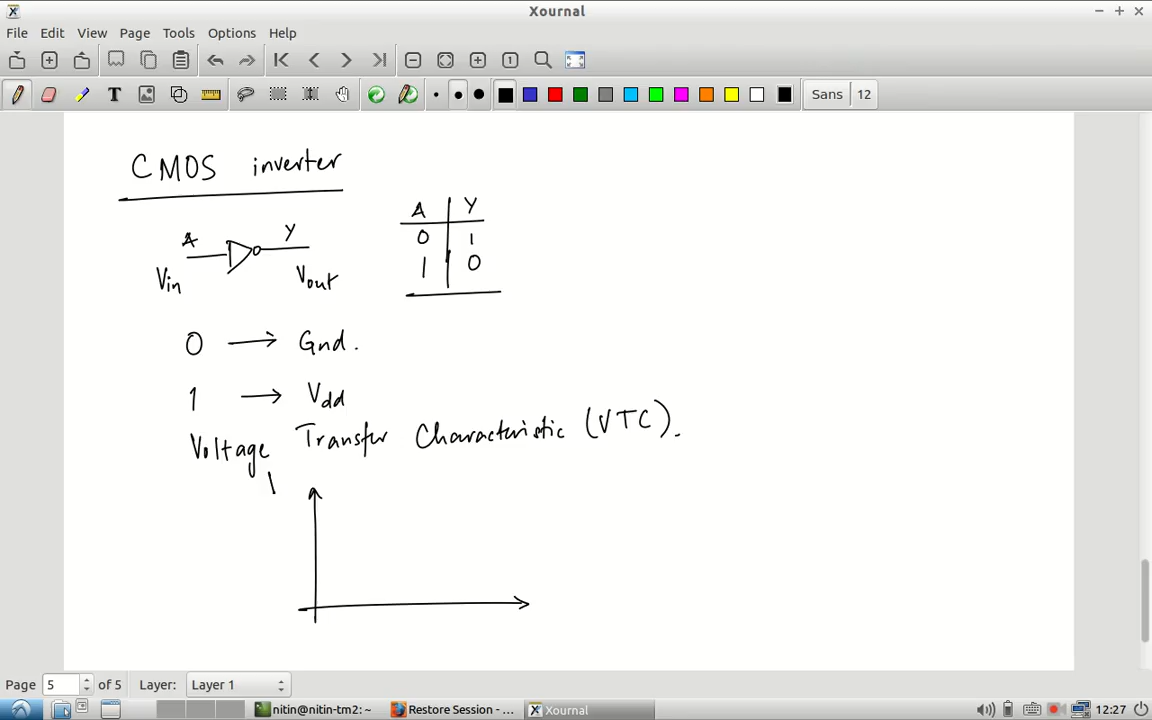 Xournal
File Edit View Page Tools Options Help
Sans 12
CMOS inverter
A Y
0 1
1 0
A Y
Vin Vout
0 → Gnd.
1 → Vdd
Voltage Transfer Characteristic (VTC).
Page 5 of 5 Layer: Layer 1
nitin@nitin-tm2: ~ Restore Session - ... Xournal 12:27